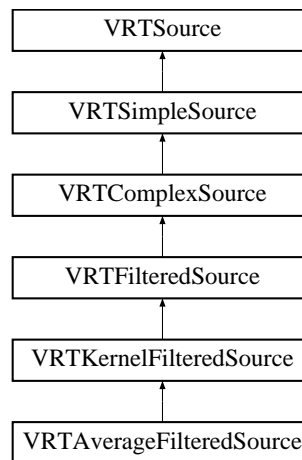 VRTSource
VRTSimpleSource
VRTComplexSource
VRTFilteredSource
VRTKernelFilteredSource
VRTAverageFilteredSource